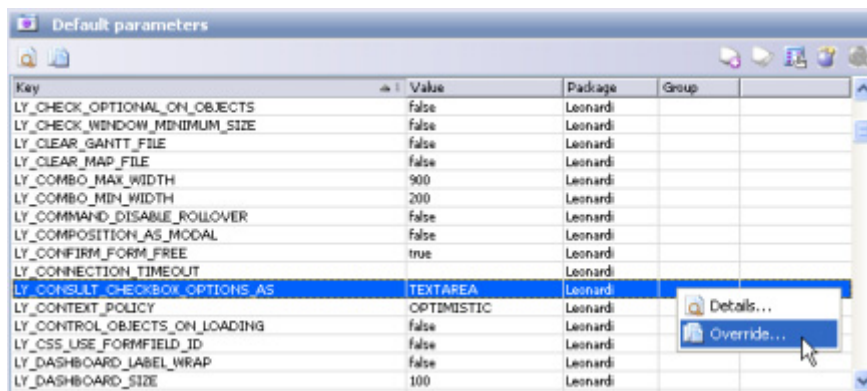 Default parameters
Key Value Package Group
LY_CHECK_OPTIONAL_ON_OBJECTS false Leonardi
LY_CHECK_WINDOW_MINIMUM_SIZE false Leonardi
LY_CLEAR_GANTT_FILE false Leonardi
LY_CLEAR_MAP_FILE false Leonardi
LY_COMBO_MAX_WIDTH 900 Leonardi
LY_COMBO_MIN_WIDTH 200 Leonardi
LY_COMMAND_DISABLE_ROLLOVER false Leonardi
LY_COMPOSITION_AS_MODAL false Leonardi
LY_CONFIRM_FORM_FREE true Leonardi
LY_CONNECTION_TIMEOUT Leonardi
LY_CONSULT_CHECKBOX_OPTIONS_AS TEXTAREA Leonardi
LY_CONTEXT_POLICY OPTIMISTIC Leonardi Details...
LY_CONTROL_OBJECTS_ON_LOADING false Leonardi
LY_CSS_USE_FORMFIELD_ID false Leonardi Override...
LY_DASHBOARD_LABEL_WRAP false Leonardi
LY_DASHBOARD_SIZE 100 Leonardi